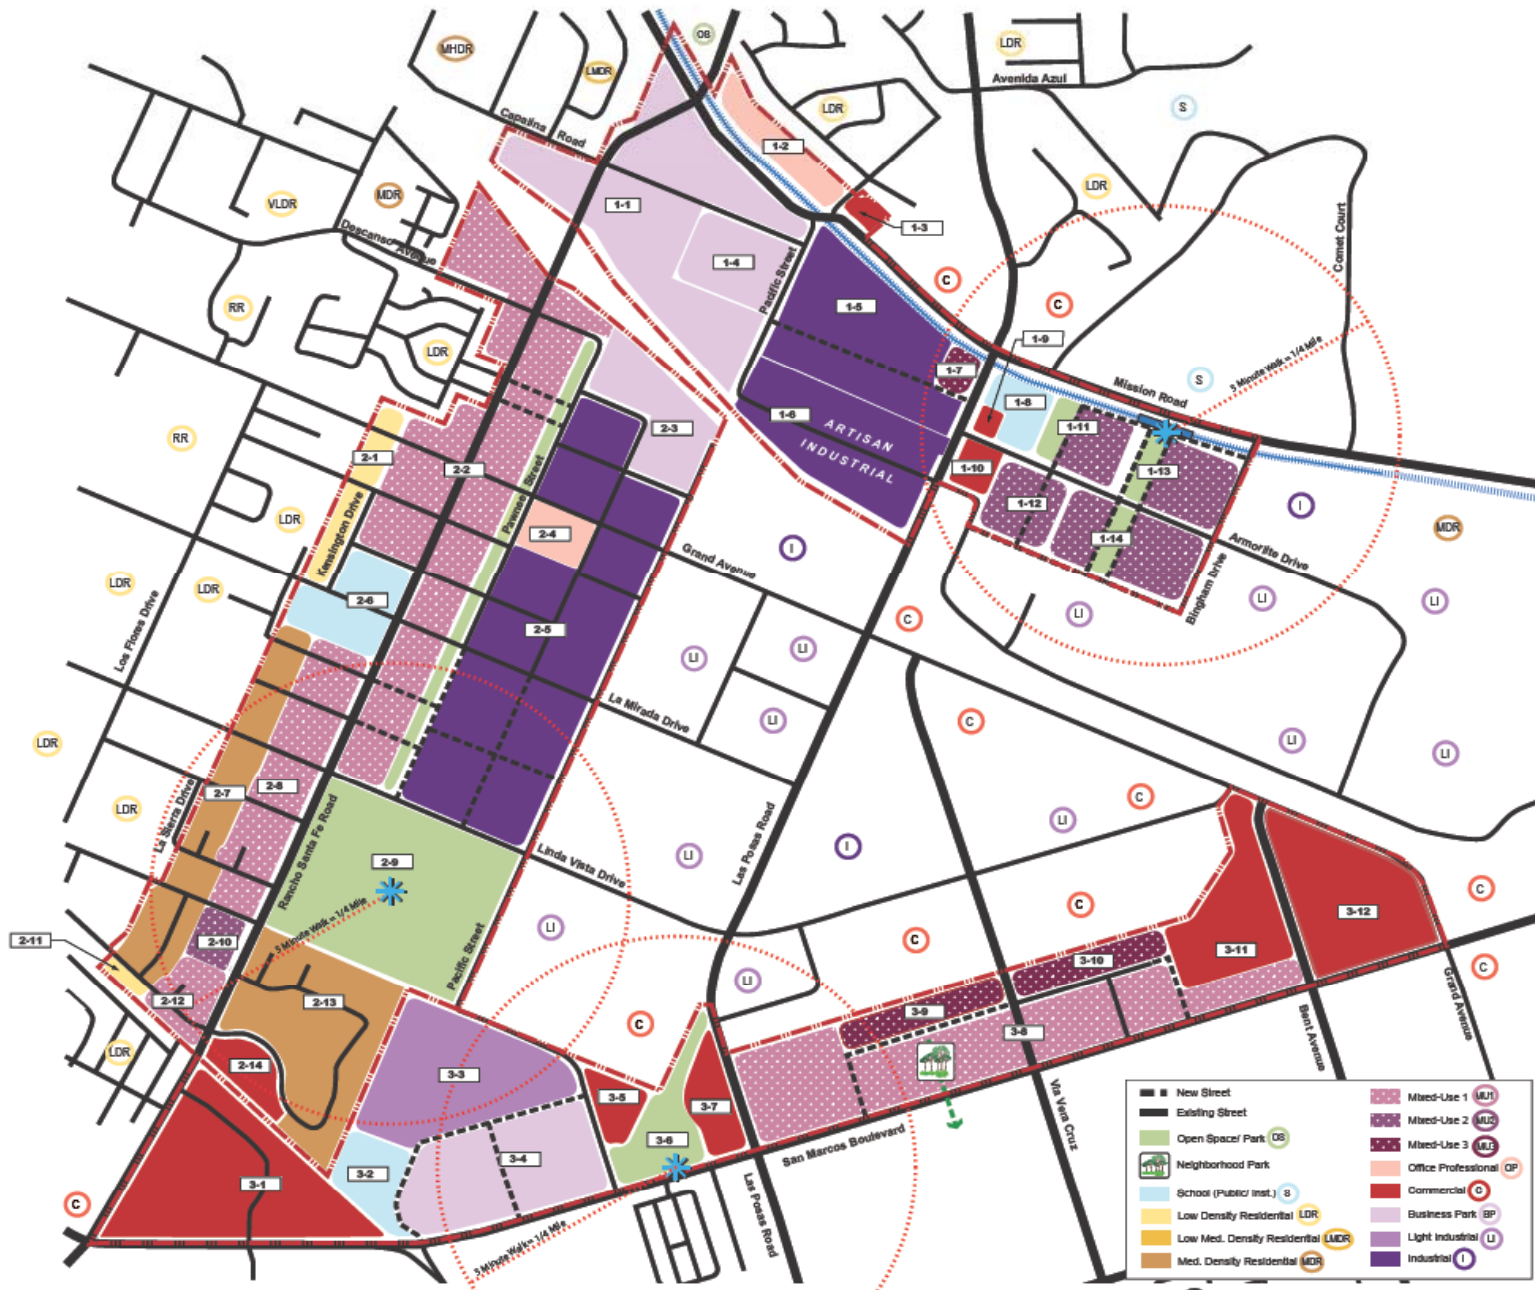 OS
MHDR
LMDR
LDR
Avenida Azul
LDR
S
Capalina Road
1-2
VLDR
MDR
LDR
1-1
1-3
Descanso Avenue
1-4
Pacific Street
Comet Court
C
C
RR
1-5
1-9
LDR
1-7
S
5 Minute Walk = 1/4 Mile
Mission Road
1-8
1-6
ARTISAN
INDUSTRIAL
1-11
2-3
RR
2-1
2-2
1-10
1-13
Pawnee Street
1-12
I
MDR
LDR
Kensington Drive
2-4
I
Grand Avenue
1-14
Armorlite Drive
Bingham Drive
LDR
LDR
Los Flores Drive
2-6
2-5
C
LI
LI
LI
LI
LI
La Mirada Drive
LI
C
LDR
LI
LI
2-8
2-7
LDR
La Sierra Drive
Rancho Santa Fe Road
Las Posas Road
C
LI
I
LI
Linda Vista Drive
2-9
C
C
3-12
5 Minute Walk = 1/4 Mile
LI
C
2-11
2-10
Pacific Street
3-11
3-10
C
LI
2-12
2-13
Grand Avenue
C
3-9
3-8
Bent Avenue
LDR
2-14
3-3
3-5
3-7
Via Vera Cruz
3-6
San Marcos Boulevard
3-1
3-2
3-4
C
Las Posas Road
5 Minute Walk = 1/4 Mile
New Street
Existing Street
Open Space/ Park OS
Neighborhood Park
School (Public/ Inst.) S
Low Density Residential LDR
Low Med. Density Residential LMDR
Med. Density Residential MDR
Mixed-Use 1 MU1
Mixed-Use 2 MU2
Mixed-Use 3 MU3
Office Professional OP
Commercial C
Business Park BP
Light Industrial LI
Industrial I